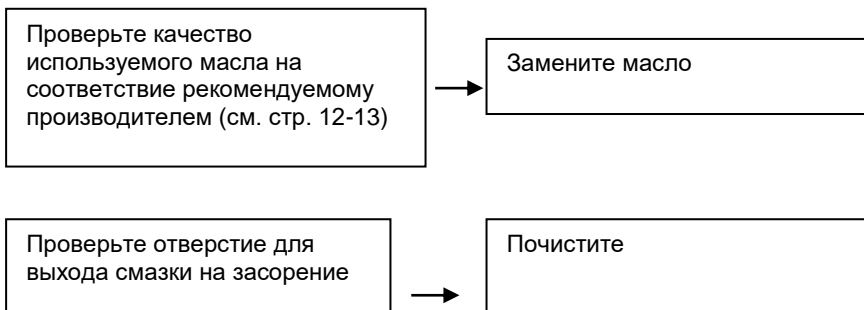 Проверьте качество
используемого масла на
соответствие рекомендуемому
производителем (см. стр. 12-13)
Замените масло
Проверьте отверстие для
выхода смазки на засорение
Почистите